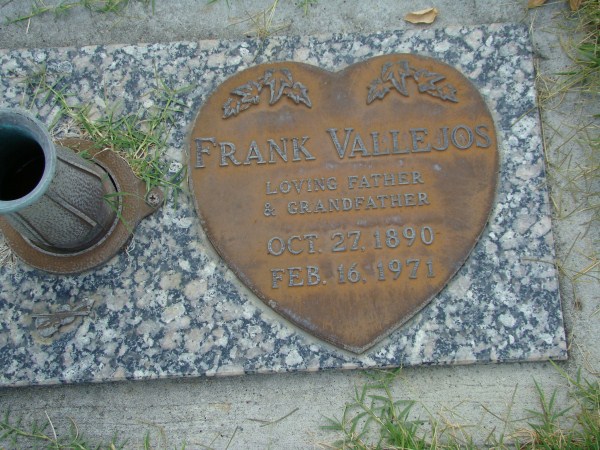 FRANK VALLEJOS
LOVING FATHER
& GRANDFATHER
OCT. 27, 1890
FEB. 16, 1971